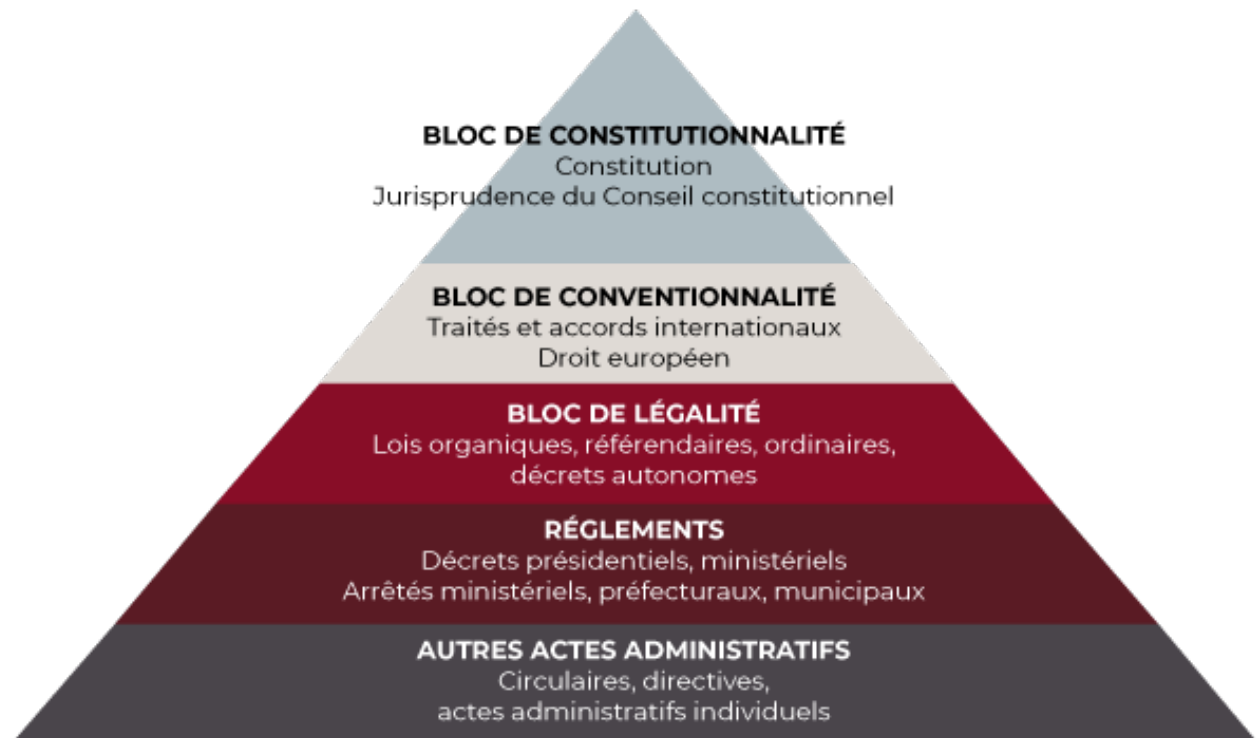 BLOC DE CONSTITUTIONNALITÉ
Constitution
Jurisprudence du Conseil constitutionnel
BLOC DE CONVENTIONNALITÉ
Traités et accords internationaux
Droit européen
BLOC DE LÉGALITÉ
Lois organiques, référendaires, ordinaires,
décrets autonomes
RÉGLEMENTS
Décrets présidentiels, ministériels
Arrêtés ministériels, préfecturaux, municipaux
AUTRES ACTES ADMINISTRATIFS
Circulaires, directives,
actes administratifs individuels